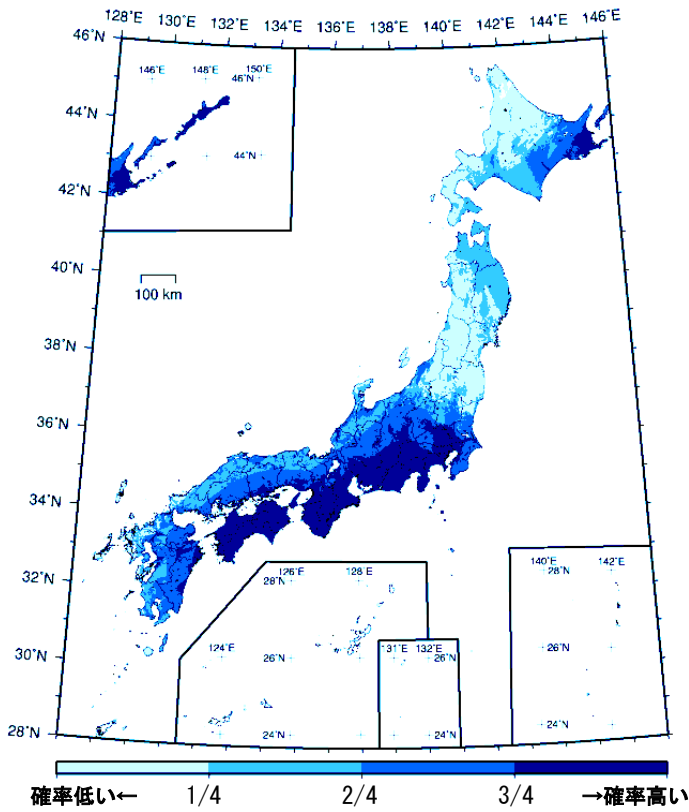 128°E 130°E 132°E 134°E 136°E 138°E 140°E 142°E 144°E 146°E
46°N
146°E 148°E 150°E
46°N
44°N
44°N
42°N
40°N
100 km
38°N
36°N
34°N
32°N
126°E 128°E
28°N
140°E 142°E
28°N
30°N
124°E
26°N
131°E 132°E
26°N
26°N
28°N
24°N
24°N
24°N
確率低い← 1/4 2/4 3/4 →確率高い